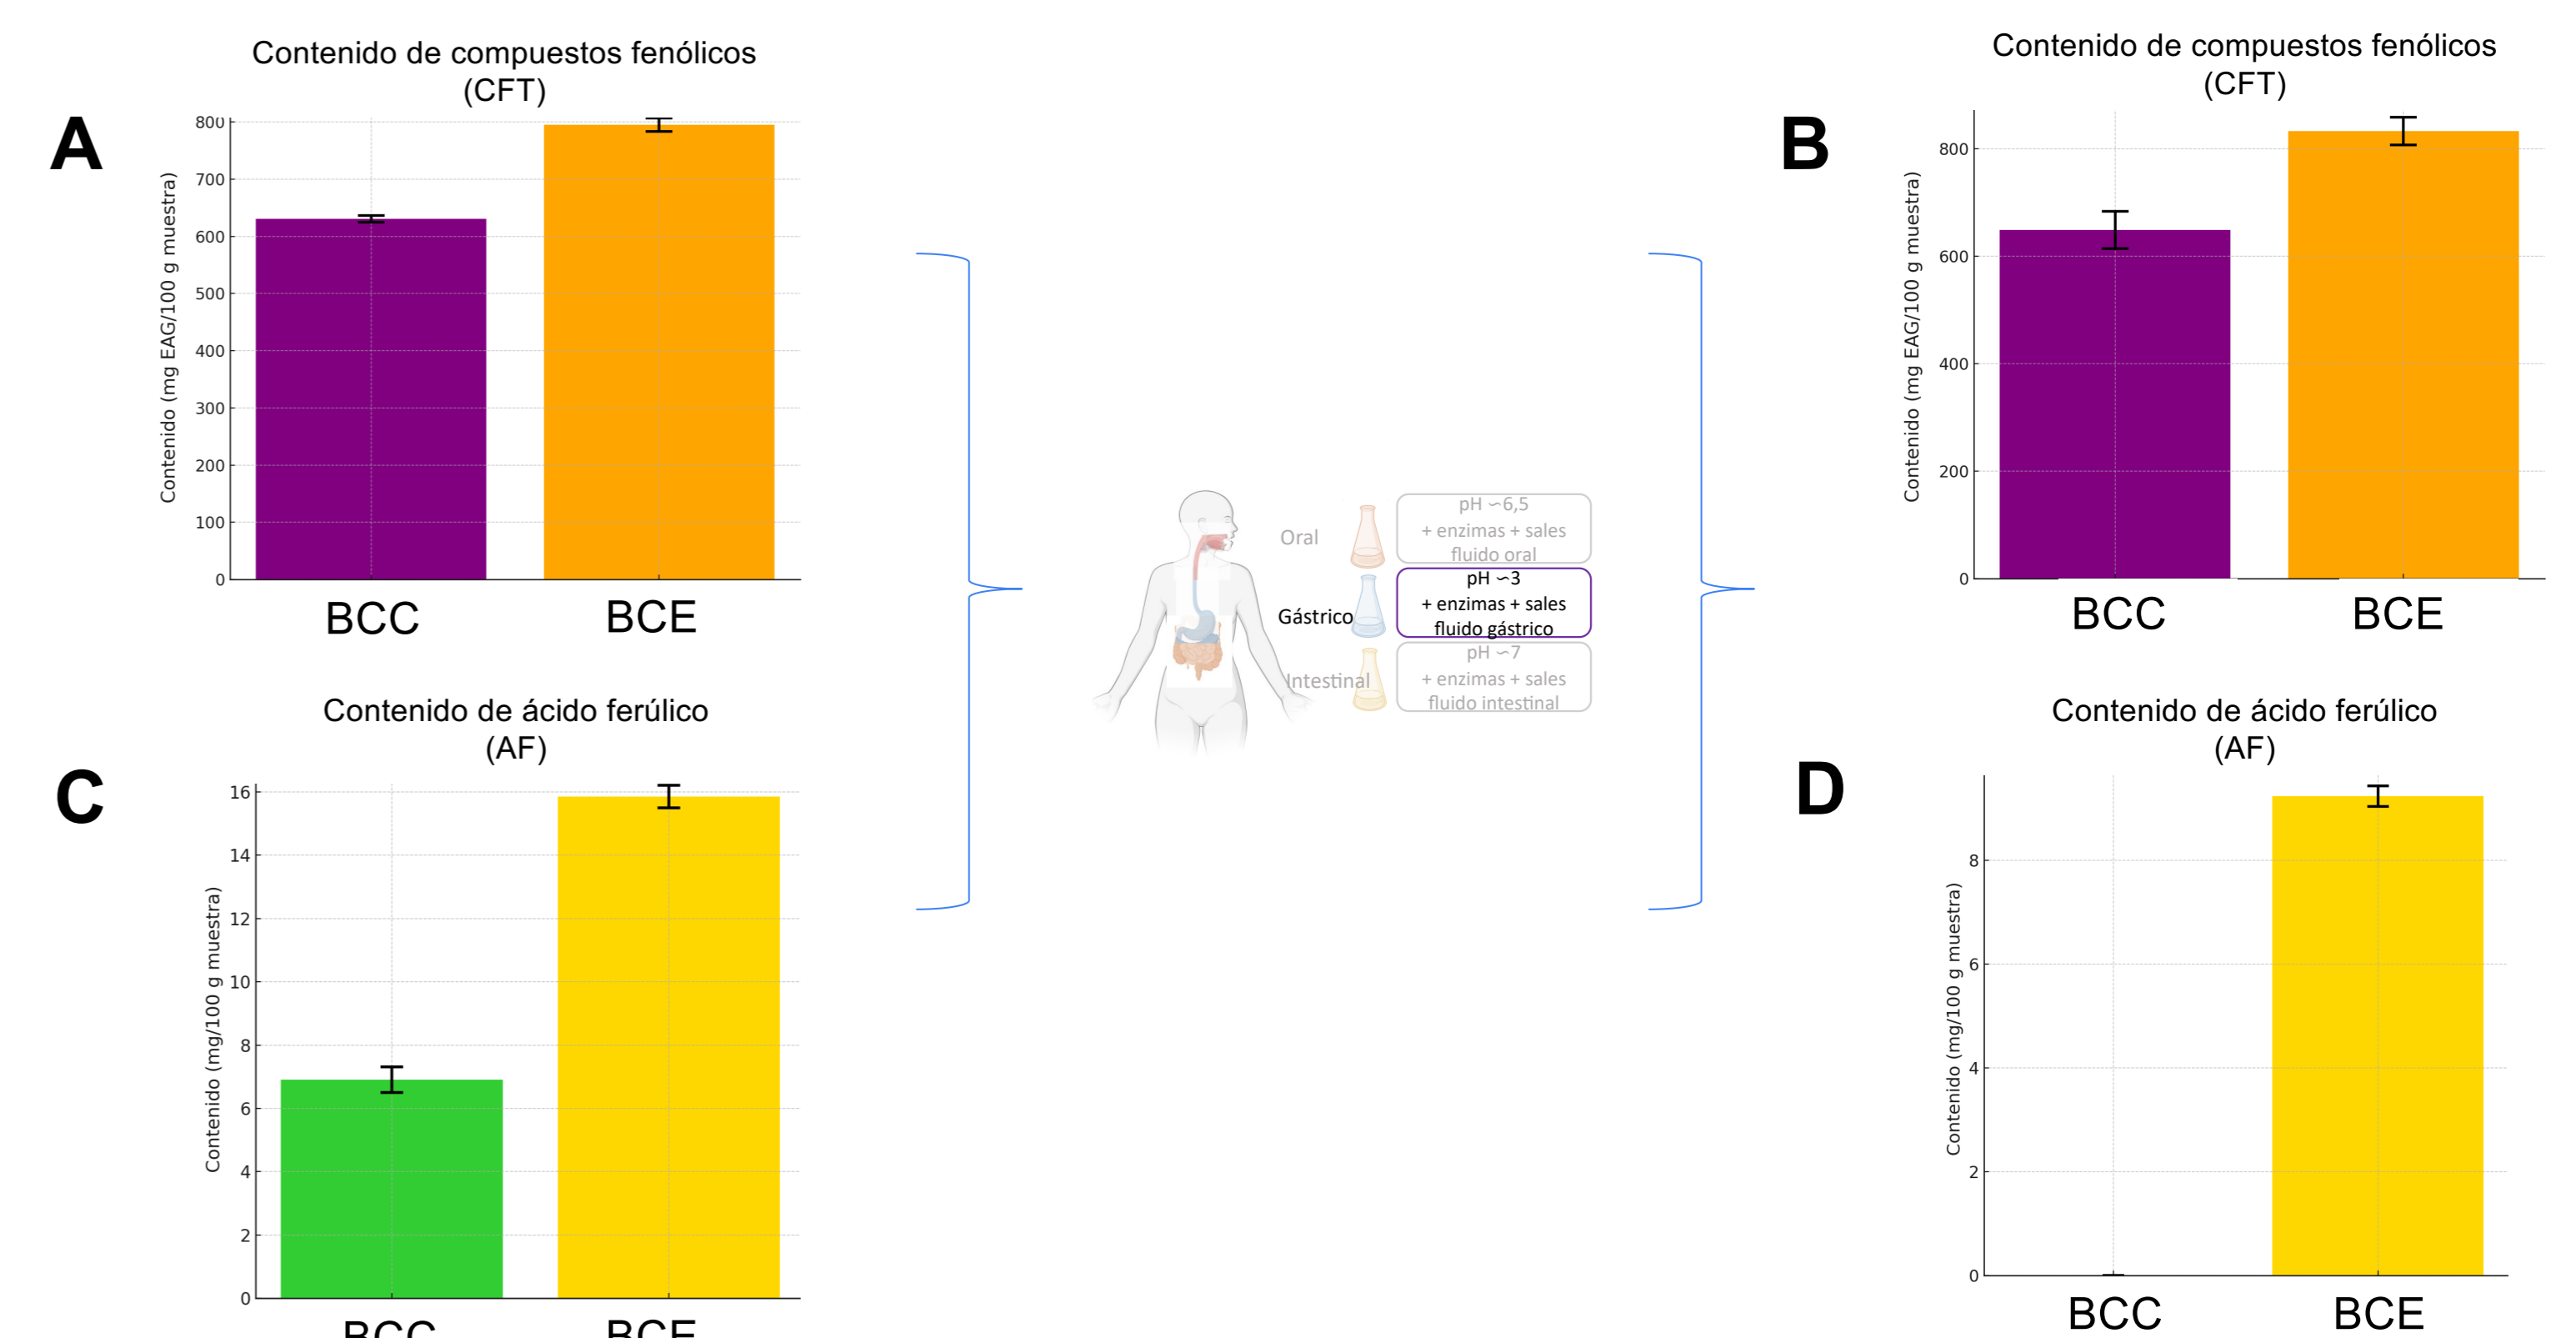 Contenido de compuestos fenólicos
(CFT)
A
Contenido (mg EAG/100 g muestra)
800
700
600
500
400
300
200
100
0
BCC
BCE
Contenido de compuestos fenólicos
(CFT)
B
Contenido (mg EAG/100 g muestra)
800
600
400
200
0
BCC
BCE
Oral
pH ∽6,5
+ enzimas + sales
fluido oral
Gástrico
pH ∽3
+ enzimas + sales
fluido gástrico
Intestinal
pH ∽7
+ enzimas + sales
fluido intestinal
Contenido de ácido ferúlico
(AF)
C
Contenido (mg/100 g muestra)
16
14
12
10
8
6
4
2
0
BCC
BCE
Contenido de ácido ferúlico
(AF)
D
Contenido (mg/100 g muestra)
8
6
4
2
0
BCC
BCE